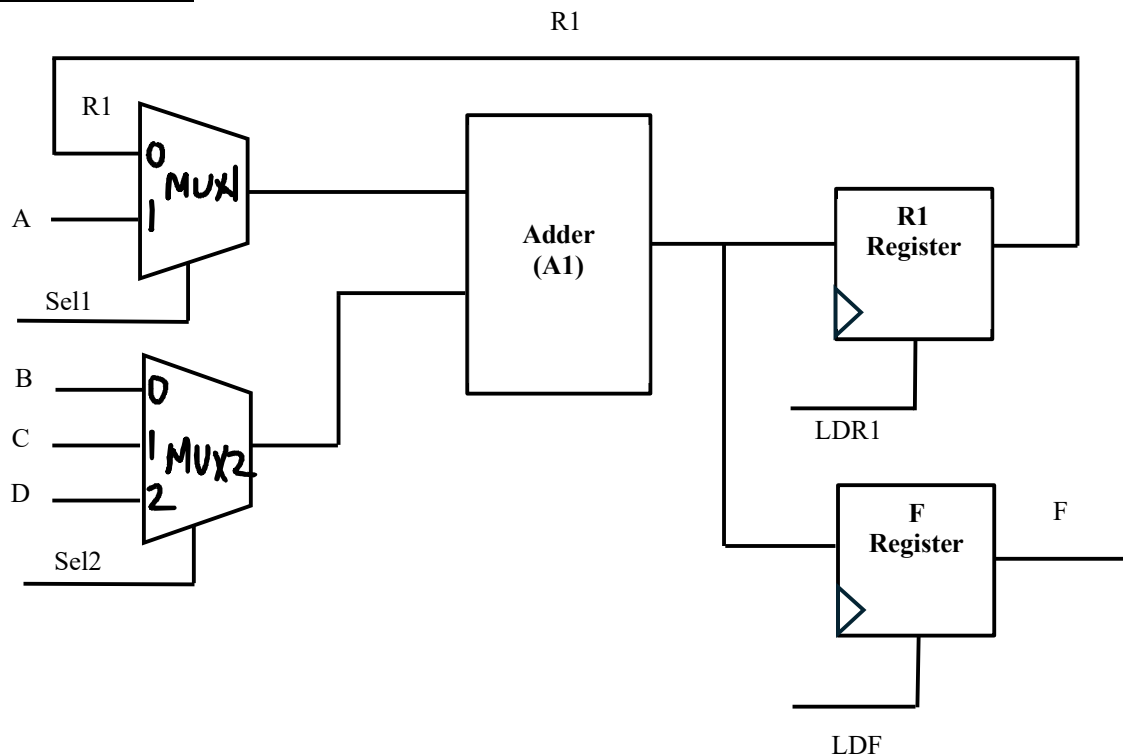 R1
R1
0
MUX1
A
1
Sel1
Adder
(A1)
R1
Register
LDR1
B
0
C
1
MUX2
D
2
Sel2
F
Register
F
LDF